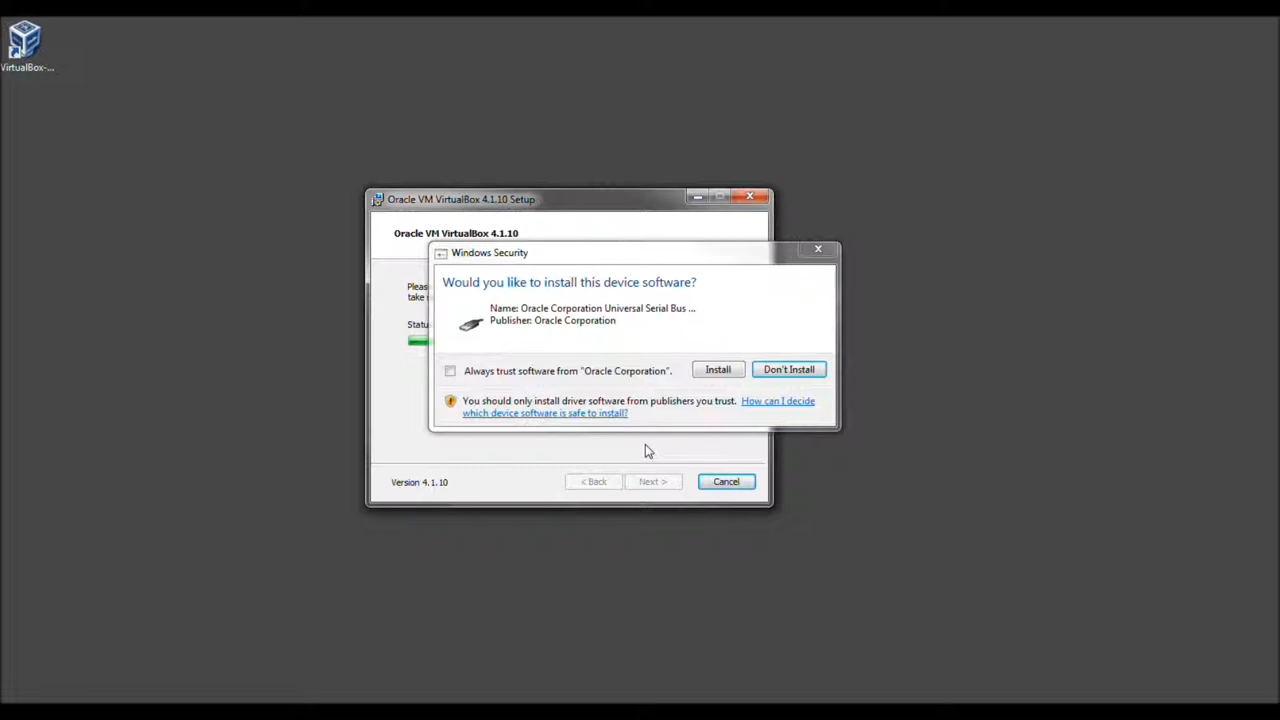 VirtualBox-...
Oracle VM VirtualBox 4.1.10 Setup
Oracle VM VirtualBox 4.1.10
Windows Security
Would you like to install this device software?
Name: Oracle Corporation Universal Serial Bus ...
Publisher: Oracle Corporation
Always trust software from "Oracle Corporation".
Install
Don't Install
You should only install driver software from publishers you trust. How can I decide
which device software is safe to install?
Pleas
take
Statu
Version 4.1.10
< Back
Next >
Cancel